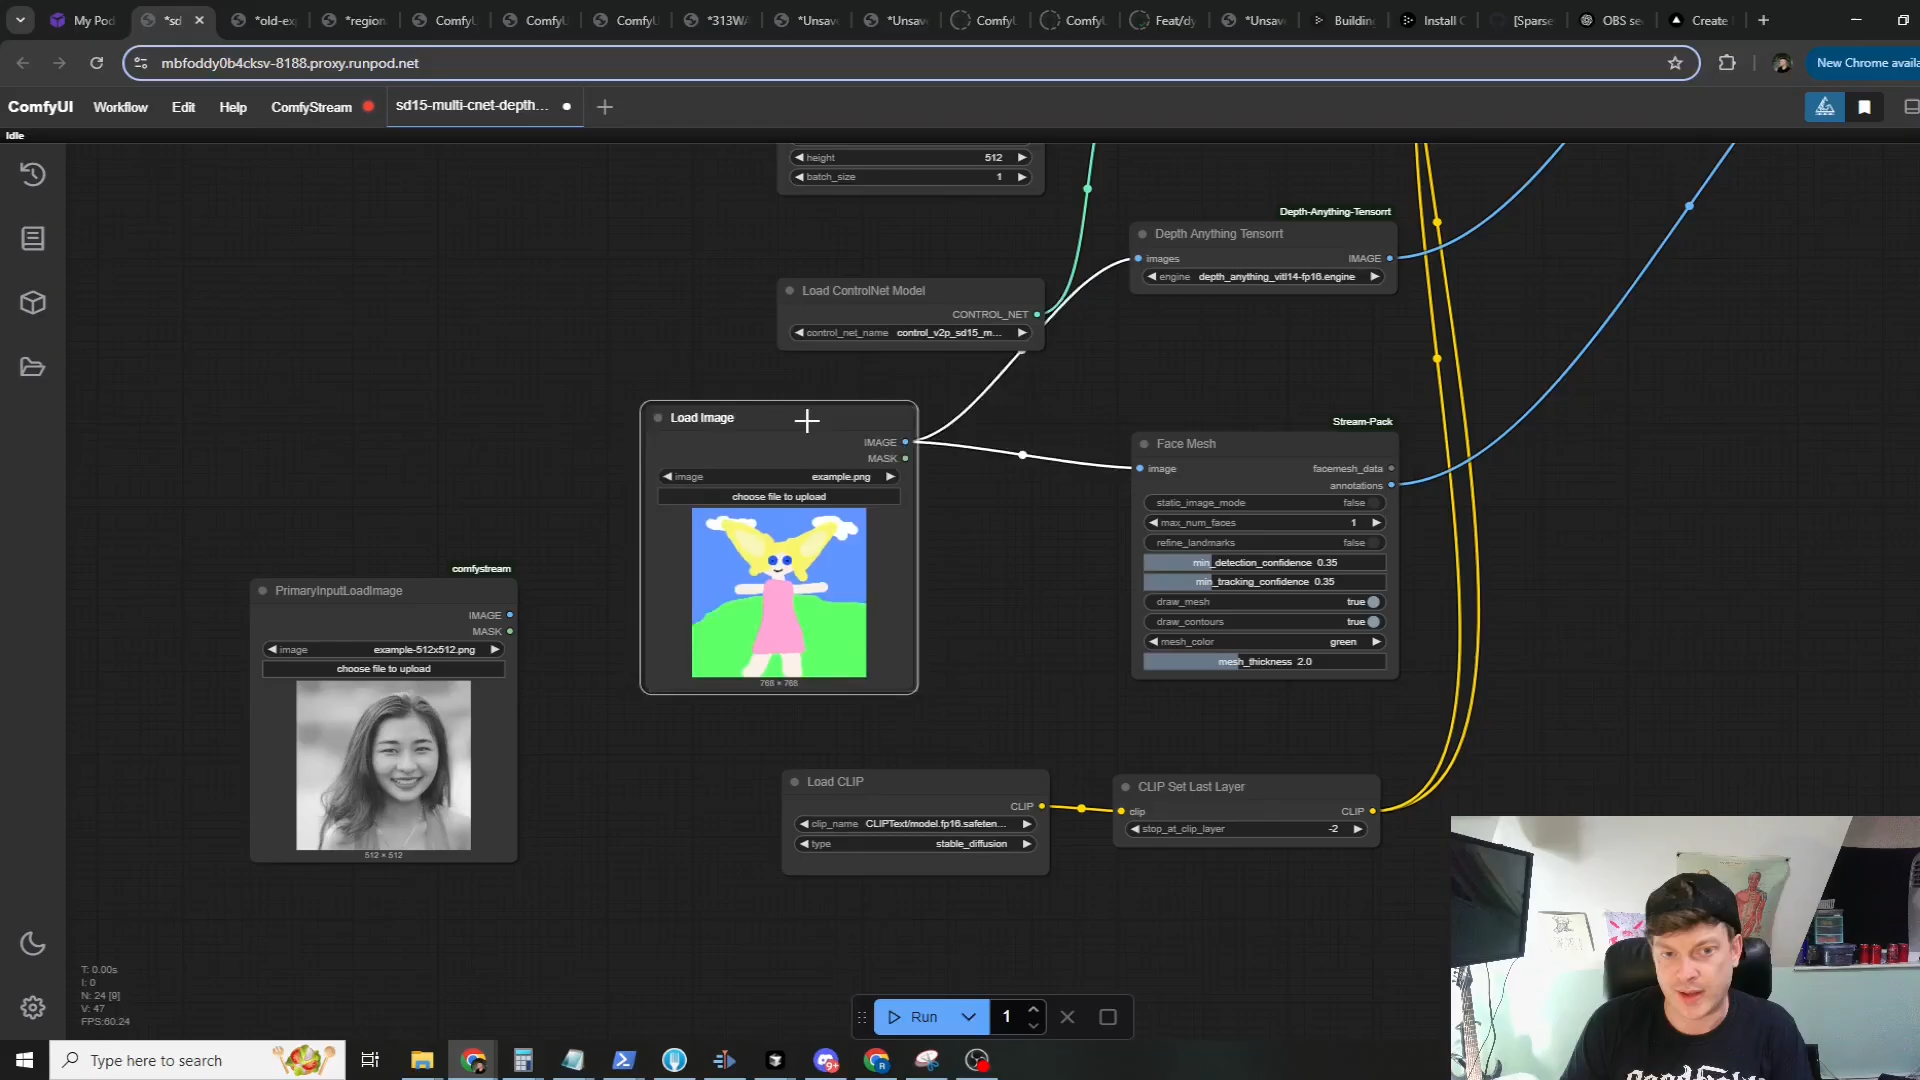 My Pod
*sd
*old-ex
*region
ComfyU
ComfyU
ComfyU
*313W
*Unsav
*Unsav
ComfyU
ComfyU
Feat/dy
*Unsav
Building
Install C
[Sparse
OBS se
Create
mbfoddy0b4cksv-8188.proxy.runpod.net
New Chrome availa
ComfyUI
Workflow
Edit
Help
ComfyStream
sd15-multi-cnet-depth...
Idle
height
512
batch_size
1
Depth-Anything-Tensorrt
Depth Anything Tensorrt
images
IMAGE
engine
depth_anything_vitl14-fp16.engine
Load ControlNet Model
CONTROL_NET
control_net_name
control_v2p_sd15_m...
Load Image
IMAGE
MASK
image
example.png
choose file to upload
768 × 768
Stream-Pack
Face Mesh
image
facemesh_data
annotations
static_image_mode
false
max_num_faces
1
refine_landmarks
false
min_detection_confidence 0.35
min_tracking_confidence 0.35
draw_mesh
true
draw_contours
true
mesh_color
green
mesh_thickness 2.0
comfystream
PrimaryInputLoadImage
IMAGE
MASK
image
example-512x512.png
choose file to upload
512 × 512
Load CLIP
CLIP
clip_name
CLIPText/model.fp16.safeten...
type
stable_diffusion
CLIP Set Last Layer
clip
CLIP
stop_at_clip_layer
-2
T: 0.00s
I: 0
N: 24 [9]
V: 47
FPS:60.24
Run
1
Type here to search